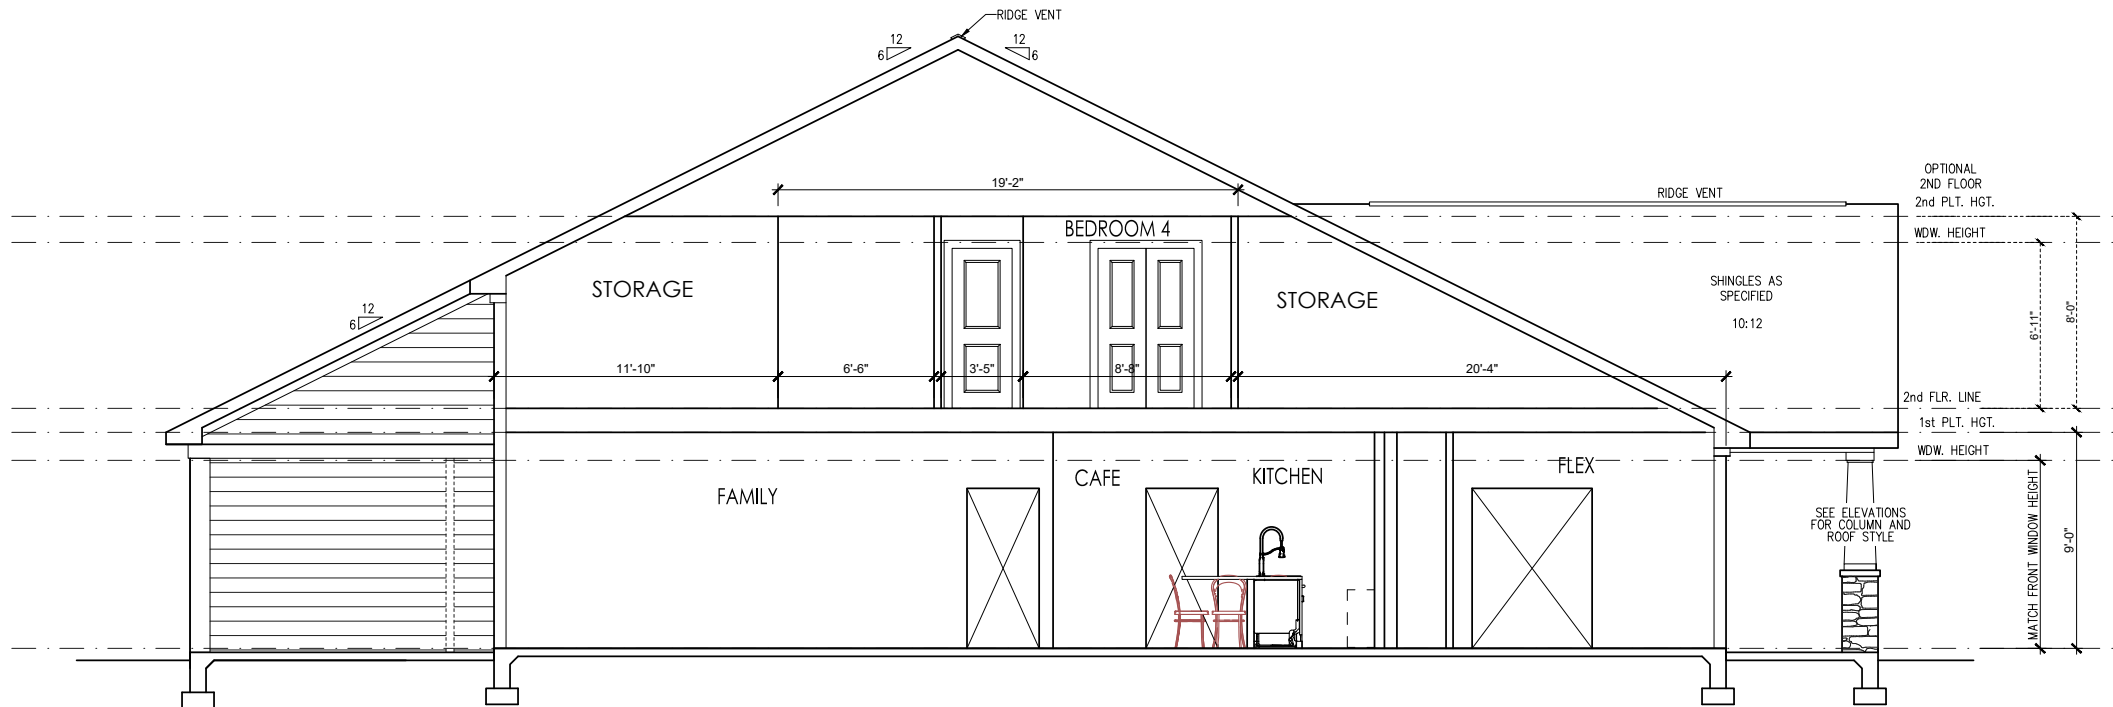 RIDGE VENT
12
6
12
6
19'-2"
RIDGE VENT
OPTIONAL
2ND FLOOR
2nd PLT. HGT.
BEDROOM 4
WDW. HEIGHT
STORAGE
STORAGE
SHINGLES AS
SPECIFIED
10:12
12
6
6'-11"
8'-0"
11'-10"
6'-6"
3'-5"
8'-8"
20'-4"
2nd FLR. LINE
1st PLT. HGT.
WDW. HEIGHT
FAMILY
CAFE
KITCHEN
FLEX
SEE ELEVATIONS
FOR COLUMN AND
ROOF STYLE
MATCH FRONT WINDOW HEIGHT
9'-0"